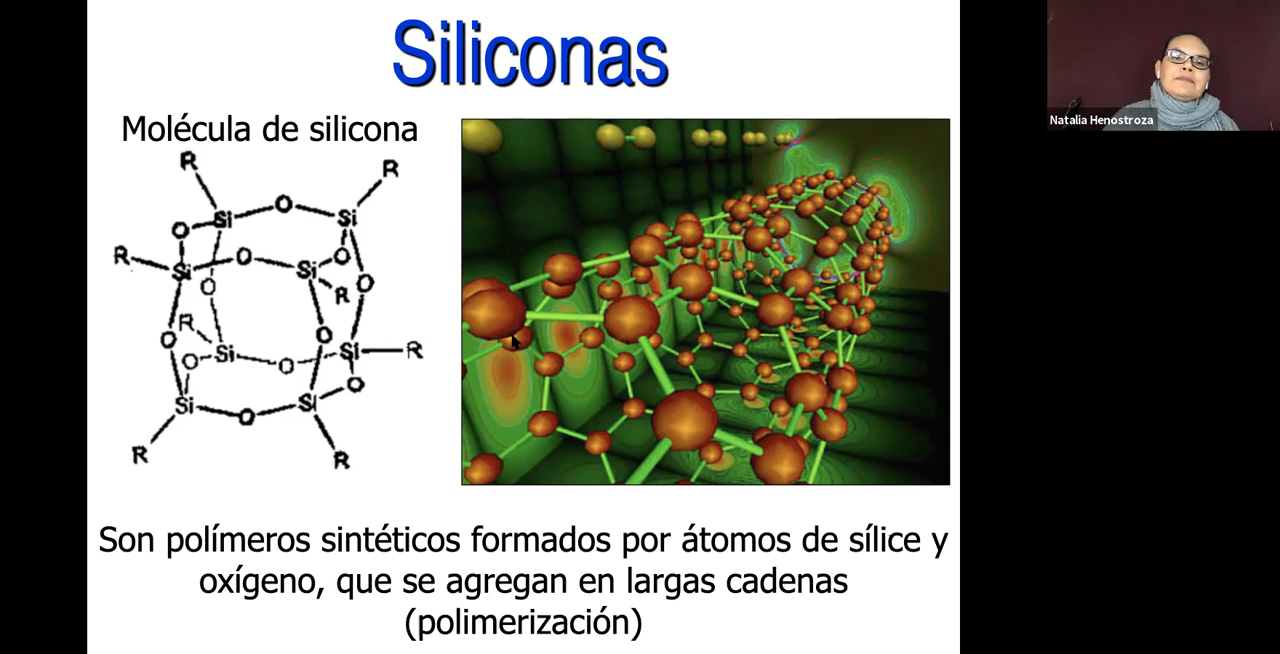 Siliconas
Molécula de silicona
R
R
Si O Si
O
R
Si O Si O
O R O
R
O O
Si O Si R
O O
Si O Si
R
R
Son polímeros sintéticos formados por átomos de sílice y
oxígeno, que se agregan en largas cadenas
(polimerización)
Natalia Henostroza